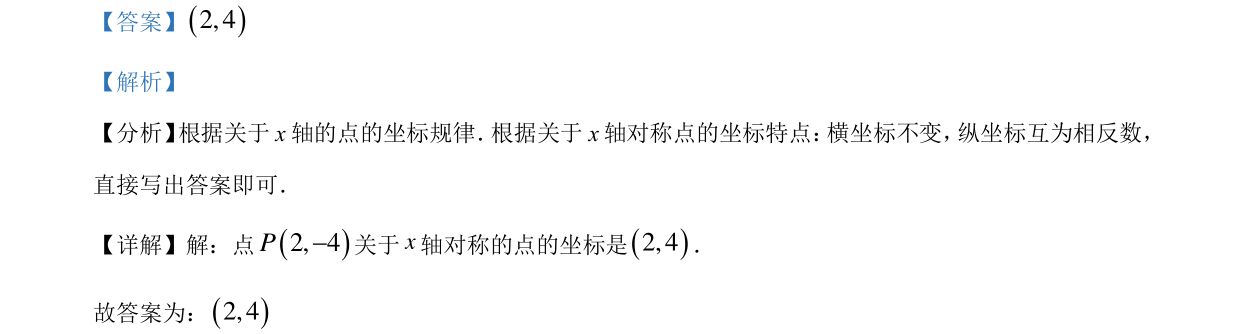 【答案】(2,4)
【解析】
【分析】根据关于 x 轴的点的坐标规律．根据关于 x 轴对称点的坐标特点：横坐标不变，纵坐标互为相反数，
直接写出答案即可．
【详解】解：点 P(2,−4) 关于 x 轴对称的点的坐标是 (2,4)．
故答案为：(2,4)